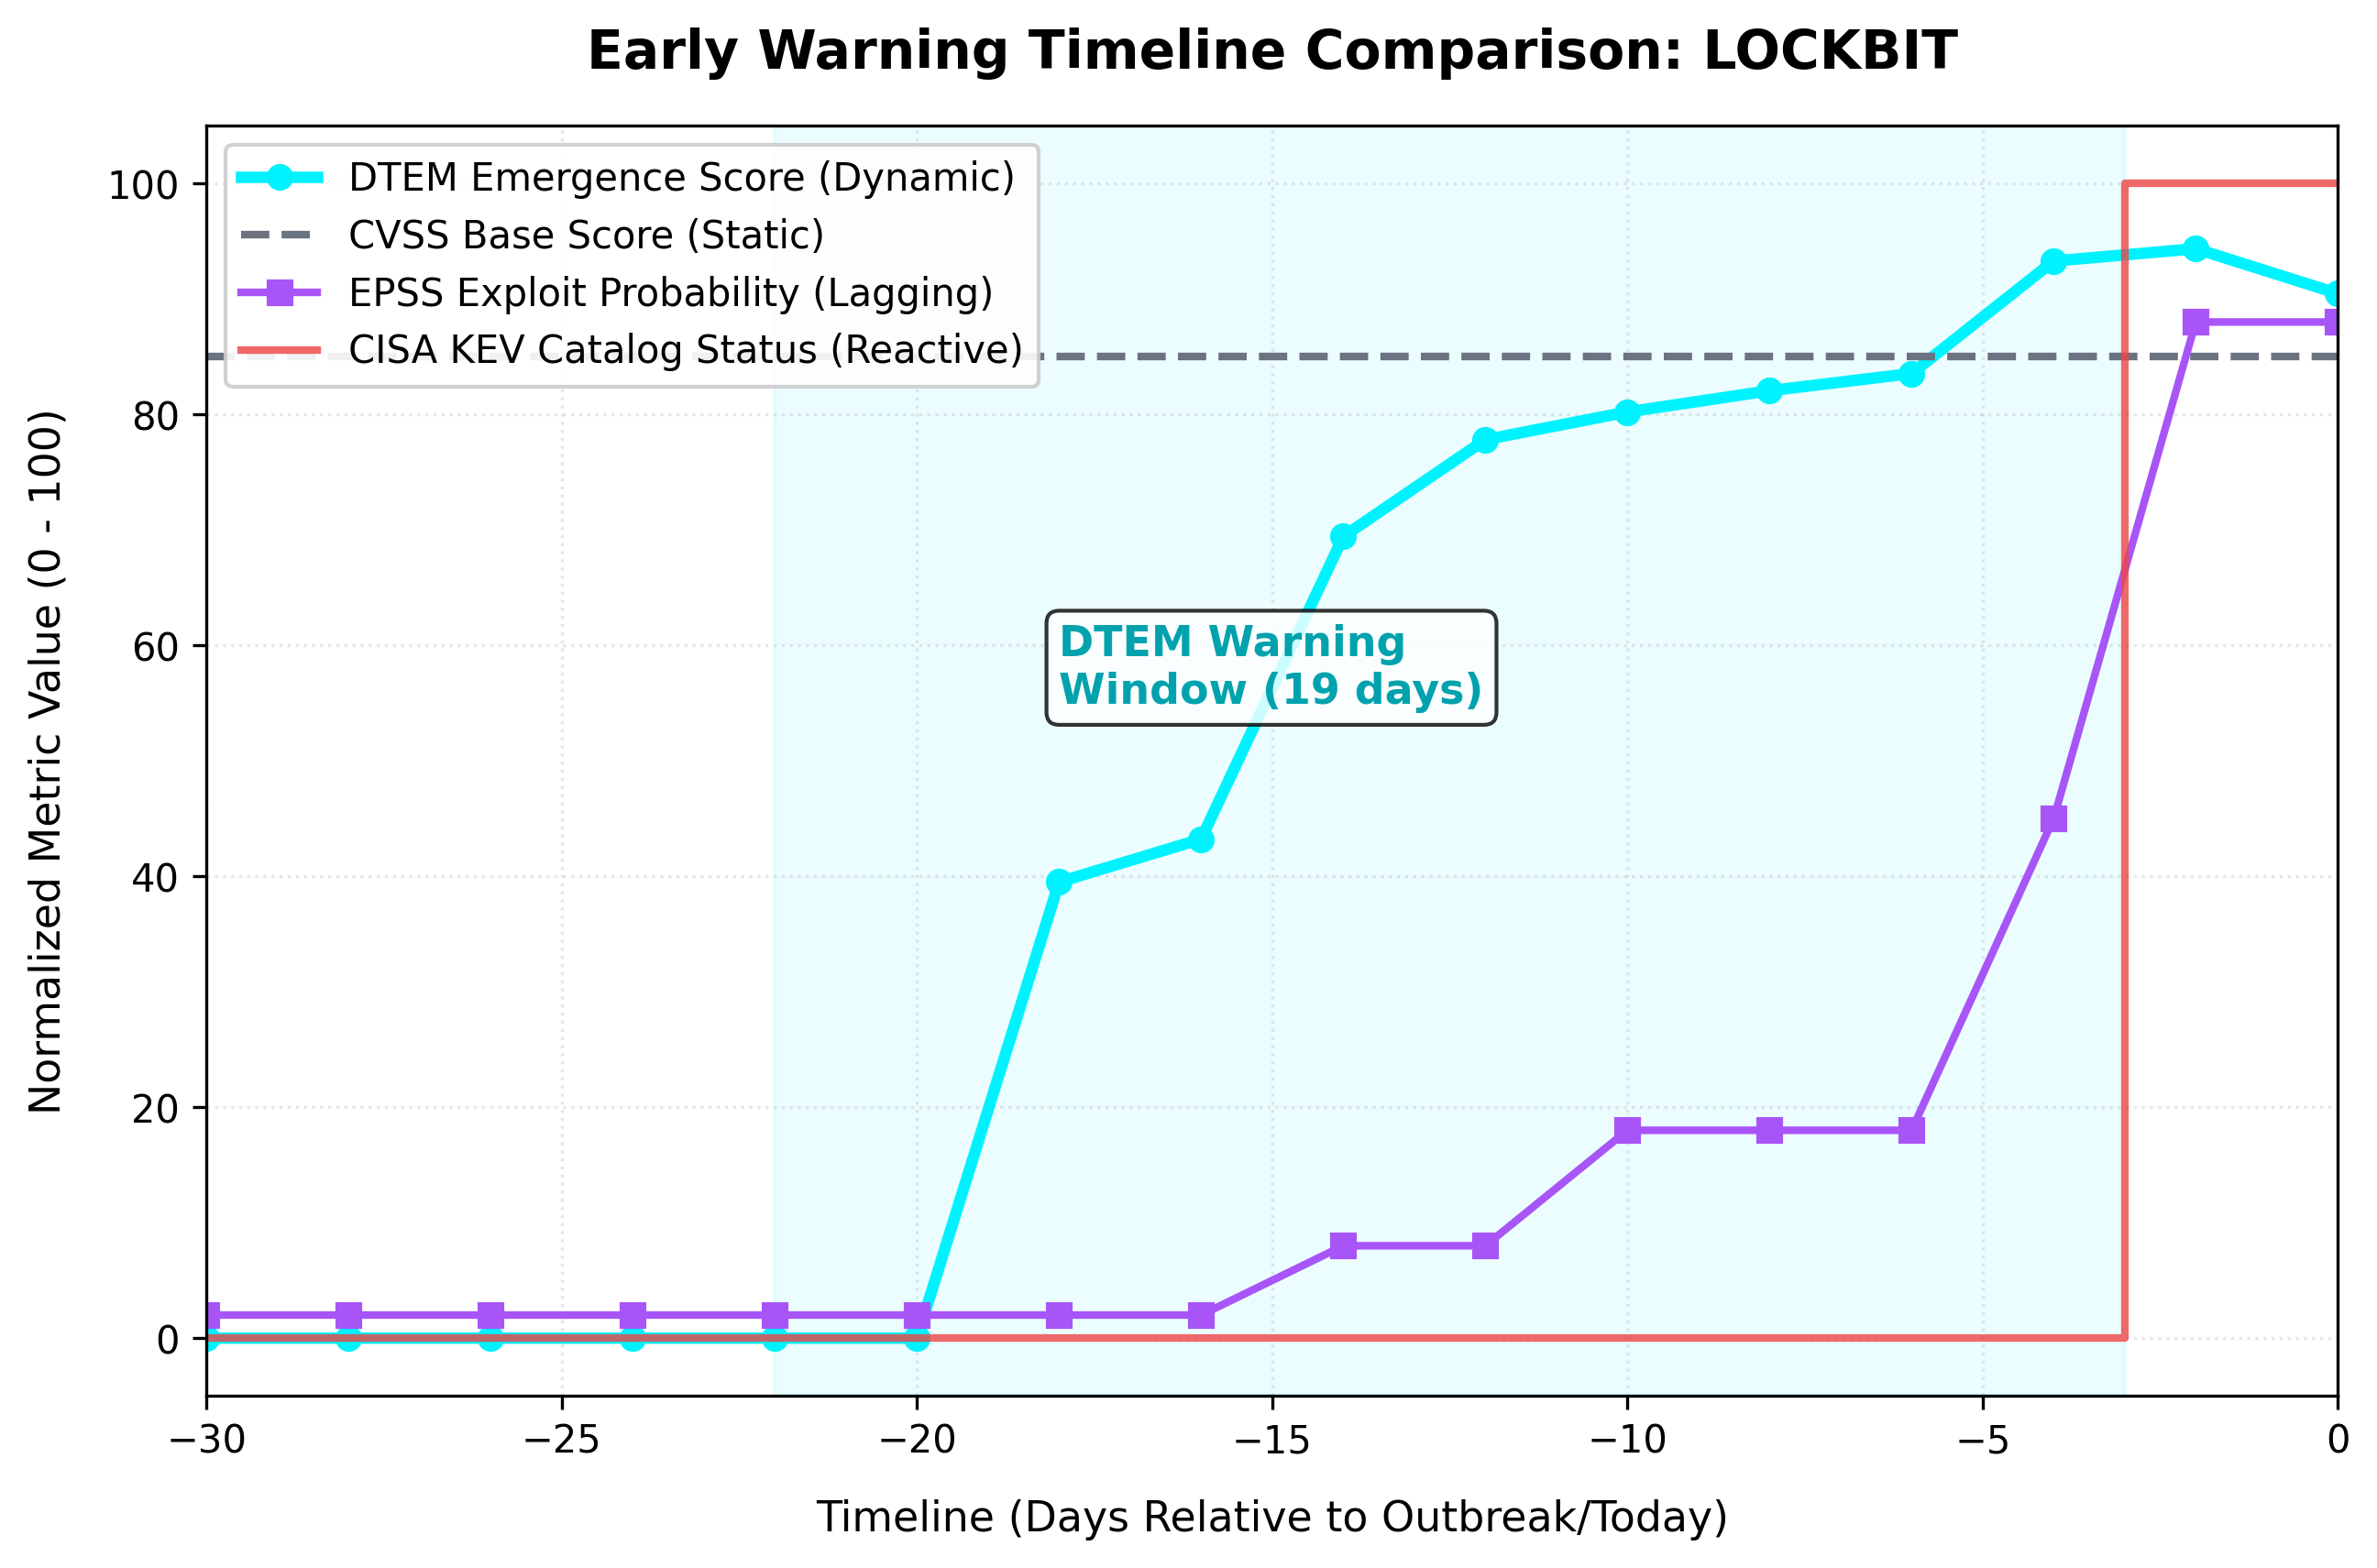 Early Warning Timeline Comparison: LOCKBIT
DTEM Emergence Score (Dynamic)
CVSS Base Score (Static)
EPSS Exploit Probability (Lagging)
CISA KEV Catalog Status (Reactive)
Normalized Metric Value (0 - 100)
100
80
60
40
20
0
DTEM Warning
Window (19 days)
−30
−25
−20
−15
−10
−5
0
Timeline (Days Relative to Outbreak/Today)